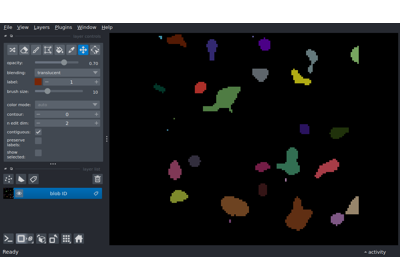 File View Layers Plugins Window Help
opacity: 0.70
blending: translucent
label: 1
brush size: 10
color mode:
contour: 0
n edit dim: 2
contiguous:
preserve labels:
show selected:
blob ID
Ready
activity